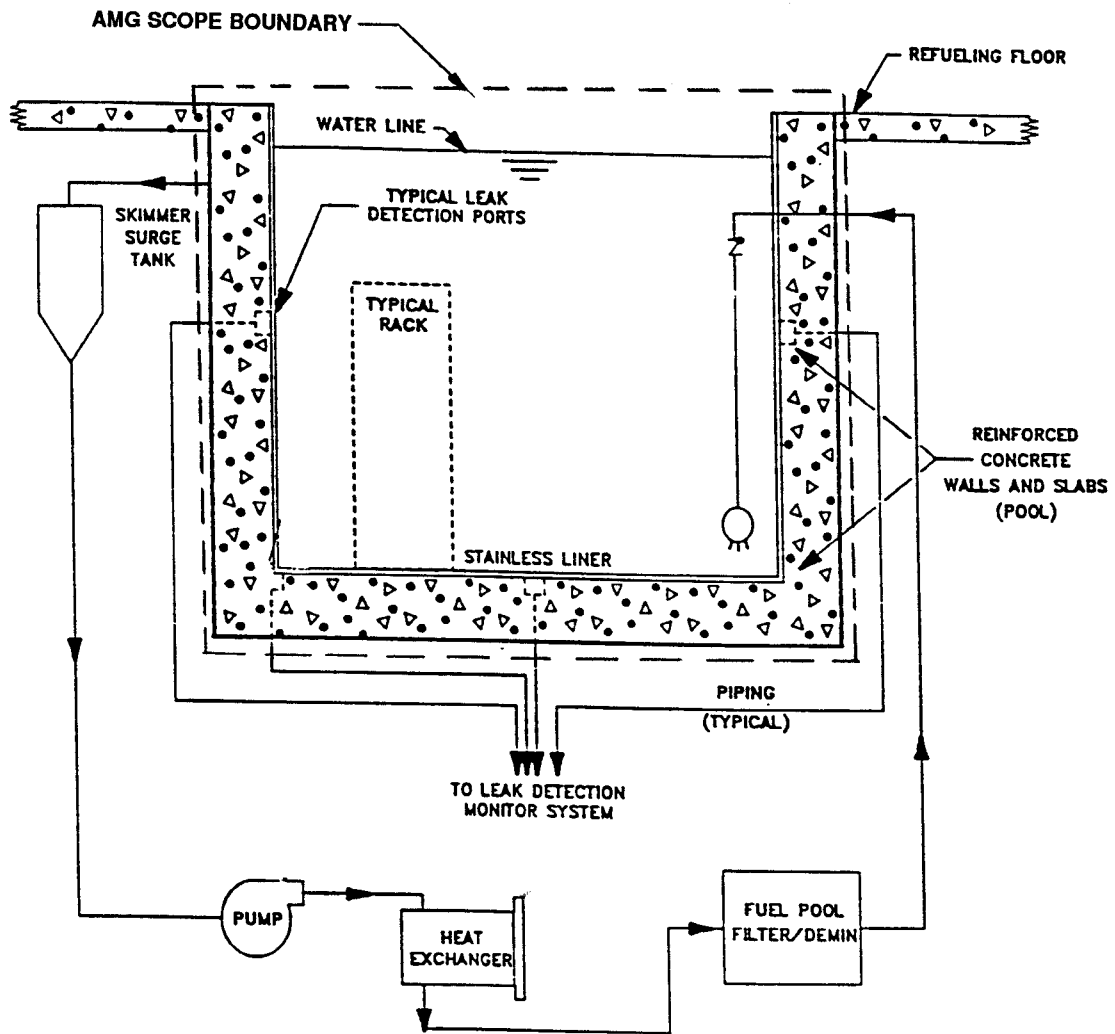 AMG SCOPE BOUNDARY
REFUELING FLOOR
WATER LINE
TYPICAL LEAK
DETECTION PORTS
SKIMMER
SURGE
TANK
TYPICAL
RACK
REINFORCED
CONCRETE
WALLS AND SLABS
(POOL)
STAINLESS LINER
PIPING
(TYPICAL)
TO LEAK DETECTION
MONITOR SYSTEM
PUMP
HEAT
EXCHANGER
FUEL POOL
FILTER/DEMIN